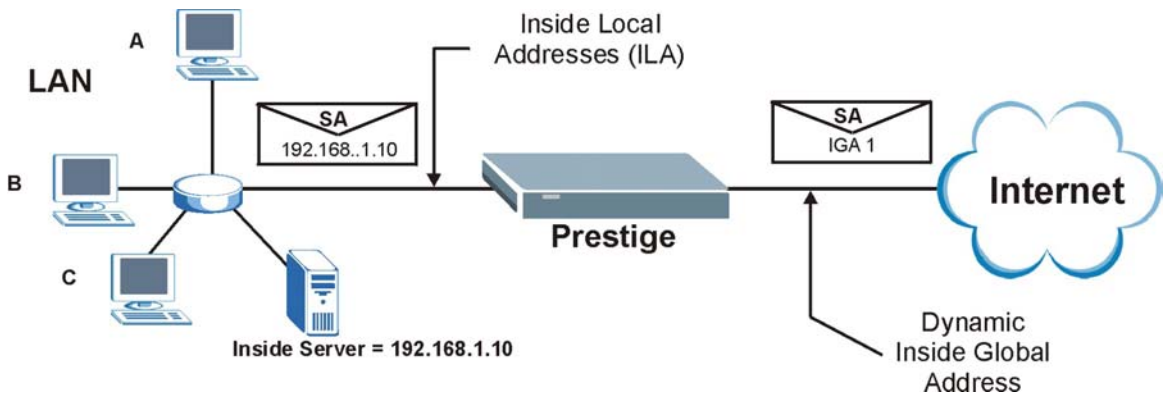 A
Inside Local
Addresses (ILA)
LAN
SA
192.168..1.10
SA
IGA 1
B
Internet
Prestige
C
Inside Server = 192.168.1.10
Dynamic
Inside Global
Address